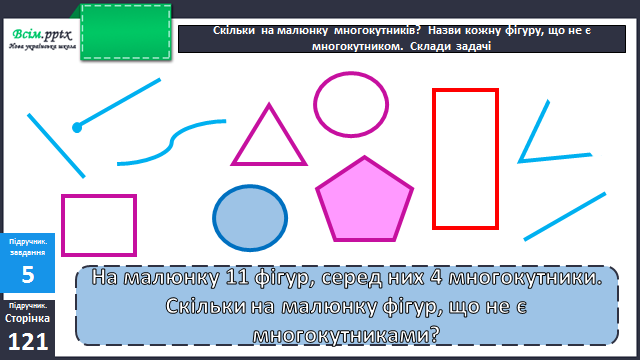 Всім.pptx
Нова українська школа
Скільки на малюнку многокутників? Назви кожну фігуру, що не є
многокутником. Склади задачі
Підручник.
завдання
5
Підручник.
Сторінка
121
На малюнку 11 фігур, серед них 4 многокутники.
Скільки на малюнку фігур, що не є
многокутниками?